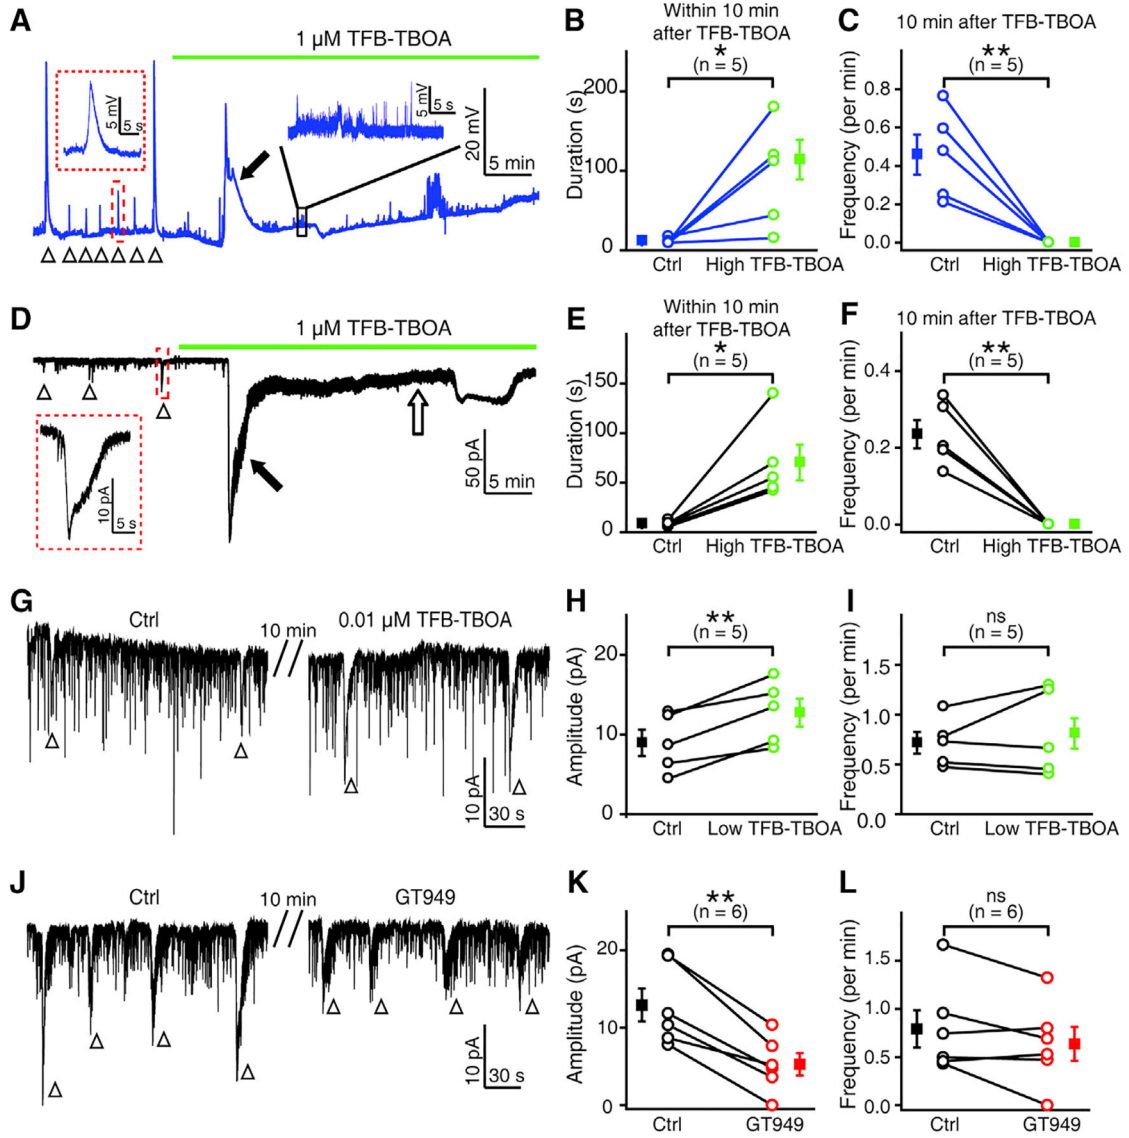 A
1 µM TFB-TBOA
5 mV
5 s
5 mV
5 s
20 mV
5 min
B
Within 10 min
after TFB-TBOA
*
(n = 5)
Duration (s)
200
100
0
Ctrl
High TFB-TBOA
C
10 min after TFB-TBOA
**
(n = 5)
Frequency (per min)
0.8
0.6
0.4
0.2
0.0
Ctrl
High TFB-TBOA
D
1 µM TFB-TBOA
10 pA
5 s
50 pA
5 min
E
Within 10 min
after TFB-TBOA
*
(n = 5)
Duration (s)
150
100
50
0
Ctrl
High TFB-TBOA
F
10 min after TFB-TBOA
**
(n = 5)
Frequency (per min)
0.4
0.2
0.0
Ctrl
High TFB-TBOA
G
Ctrl
10 min
0.01 µM TFB-TBOA
10 pA
30 s
H
**
(n = 5)
Amplitude (pA)
20
10
0
Ctrl
Low TFB-TBOA
I
ns
(n = 5)
Frequency (per min)
1.5
1.0
0.5
0.0
Ctrl
Low TFB-TBOA
J
Ctrl
10 min
GT949
10 pA
30 s
K
**
(n = 6)
Amplitude (pA)
20
10
0
Ctrl
GT949
L
ns
(n = 6)
Frequency (per min)
1.5
1.0
0.5
0.0
Ctrl
GT949